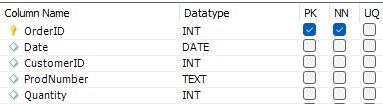 Column Name Datatype PK NN UQ
OrderID INT
Date DATE
CustomerID INT
ProdNumber TEXT
Quantity INT